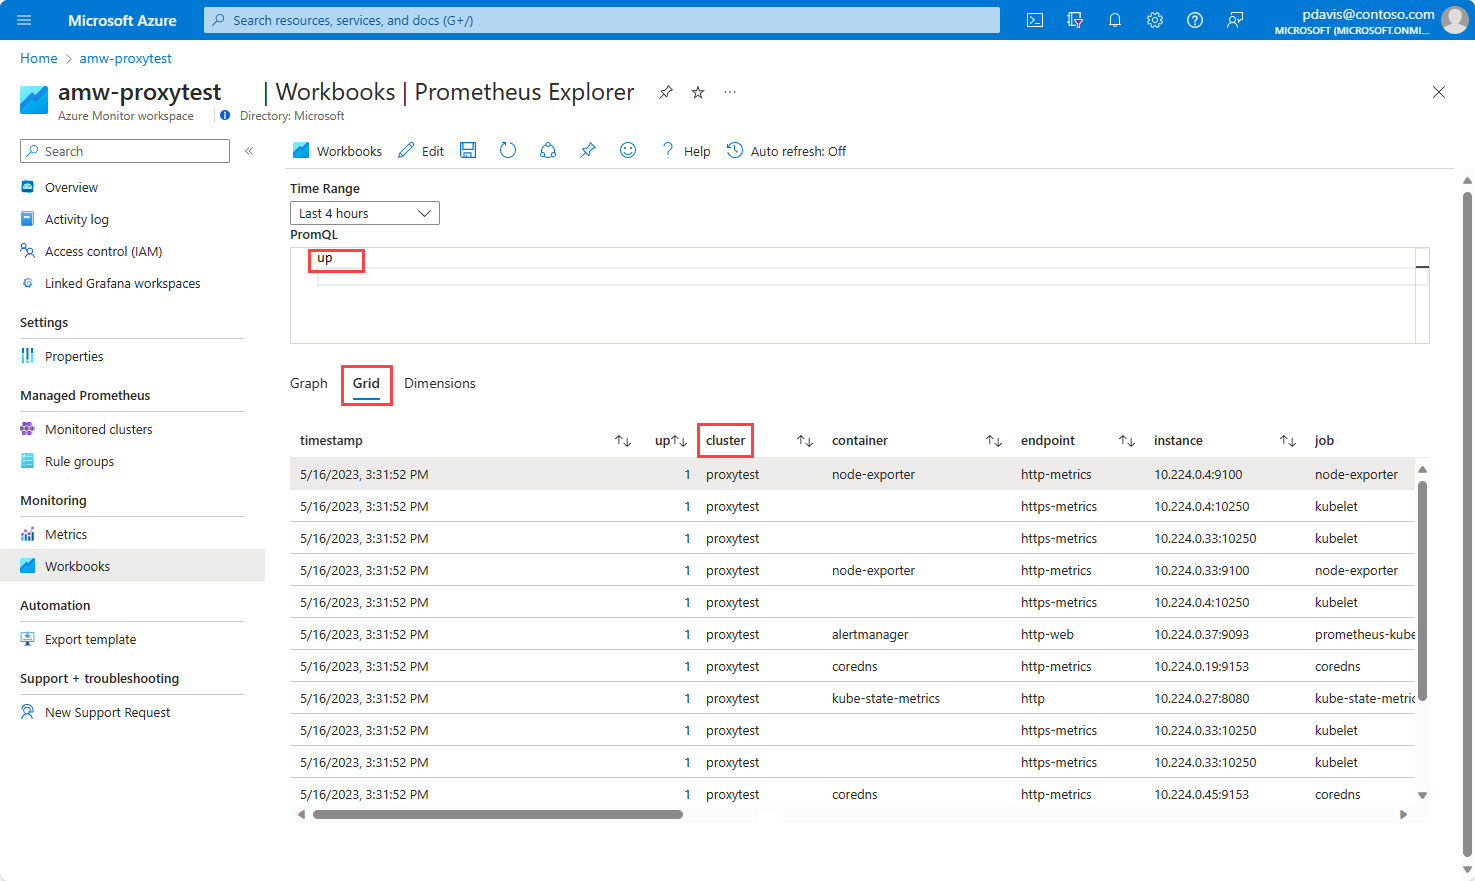 Microsoft Azure
Search resources, services, and docs (G+/)
pdavis@contoso.com
MICROSOFT (MICROSOFT.ONMI...
Home > amw-proxytest
amw-proxytest | Workbooks | Prometheus Explorer ...
Azure Monitor workspace
Directory: Microsoft
Search
«
Workbooks
Edit
? Help
Auto refresh: Off
Overview
Activity log
Access control (IAM)
Linked Grafana workspaces
Settings
Properties
Managed Prometheus
Monitored clusters
Rule groups
Monitoring
Metrics
Workbooks
Automation
Export template
Support + troubleshooting
New Support Request
Time Range
Last 4 hours
PromQL
up
Graph Grid Dimensions
timestamp up cluster container endpoint instance job
5/16/2023, 3:31:52 PM 1 proxytest node-exporter http-metrics 10.224.0.4:9100 node-exporter
5/16/2023, 3:31:52 PM 1 proxytest https-metrics 10.224.0.4:10250 kubelet
5/16/2023, 3:31:52 PM 1 proxytest https-metrics 10.224.0.33:10250 kubelet
5/16/2023, 3:31:52 PM 1 proxytest node-exporter http-metrics 10.224.0.33:9100 node-exporter
5/16/2023, 3:31:52 PM 1 proxytest https-metrics 10.224.0.4:10250 kubelet
5/16/2023, 3:31:52 PM 1 proxytest alertmanager http-web 10.224.0.37:9093 prometheus-kube
5/16/2023, 3:31:52 PM 1 proxytest coredns http-metrics 10.224.0.19:9153 coredns
5/16/2023, 3:31:52 PM 1 proxytest kube-state-metrics http 10.224.0.27:8080 kube-state-metric
5/16/2023, 3:31:52 PM 1 proxytest https-metrics 10.224.0.33:10250 kubelet
5/16/2023, 3:31:52 PM 1 proxytest https-metrics 10.224.0.33:10250 kubelet
5/16/2023, 3:31:52 PM 1 proxytest coredns http-metrics 10.224.0.45:9153 coredns